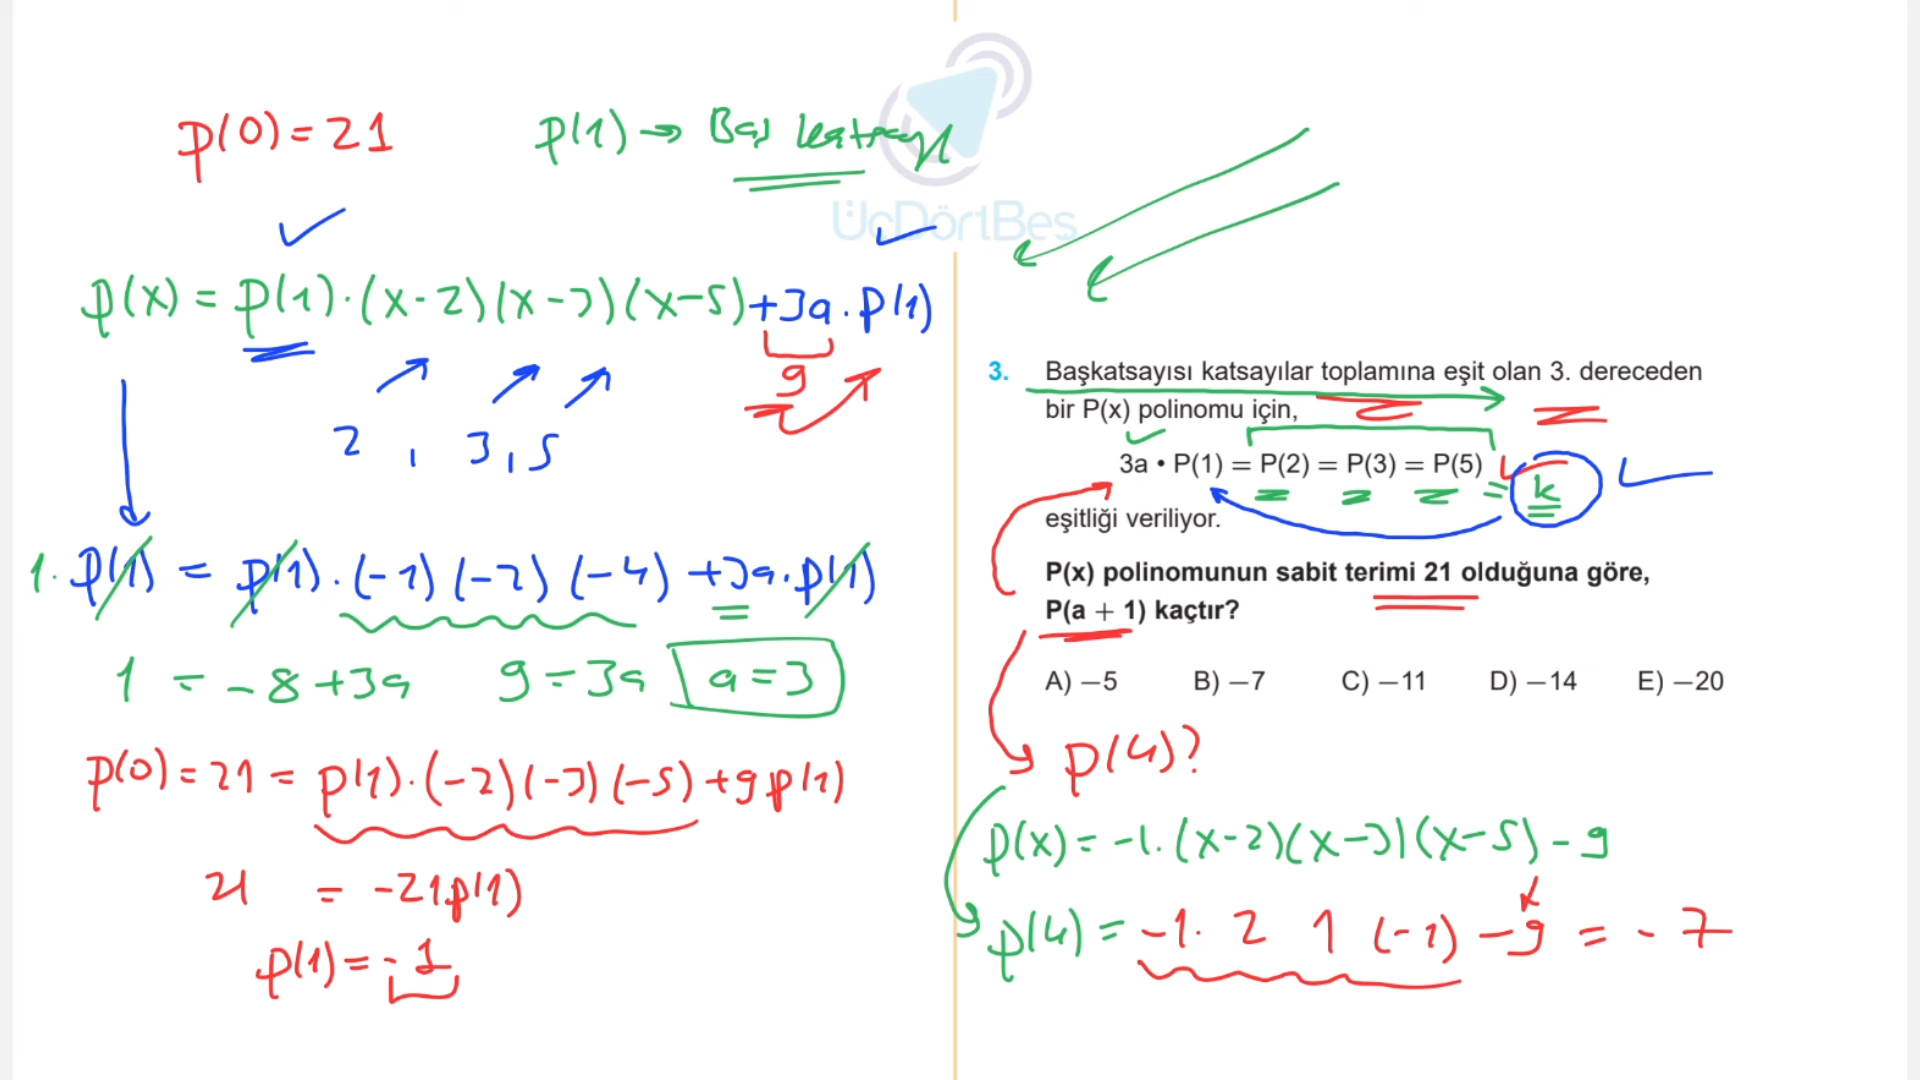 P(0) = 21
P(1) → Baş katsayı
ÜçDörtBeş
P(x) = P(1).(x-2)(x-3)(x-5)+3a.P(1)
9
2, 3, 5
1. P(1) = P(1).(-1)(-2)(-4)+3a.P(1)
1 = -8+3a 9=3a a=3
P(0) = 21 = P(1).(-2)(-3)(-5)+9P(1)
21 = -21P(1)
P(1) = -1
3. Başkatsayısı katsayılar toplamına eşit olan 3. dereceden
bir P(x) polinomu için,
3a • P(1) = P(2) = P(3) = P(5) = k
eşitliği veriliyor.
P(x) polinomunun sabit terimi 21 olduğuna göre,
P(a + 1) kaçtır?
A) –5 B) –7 C) –11 D) –14 E) –20
P(4)?
P(x) = -1.(x-2)(x-3)(x-5)-9
P(4) = -1. 2 1 (-1) -9 = -7